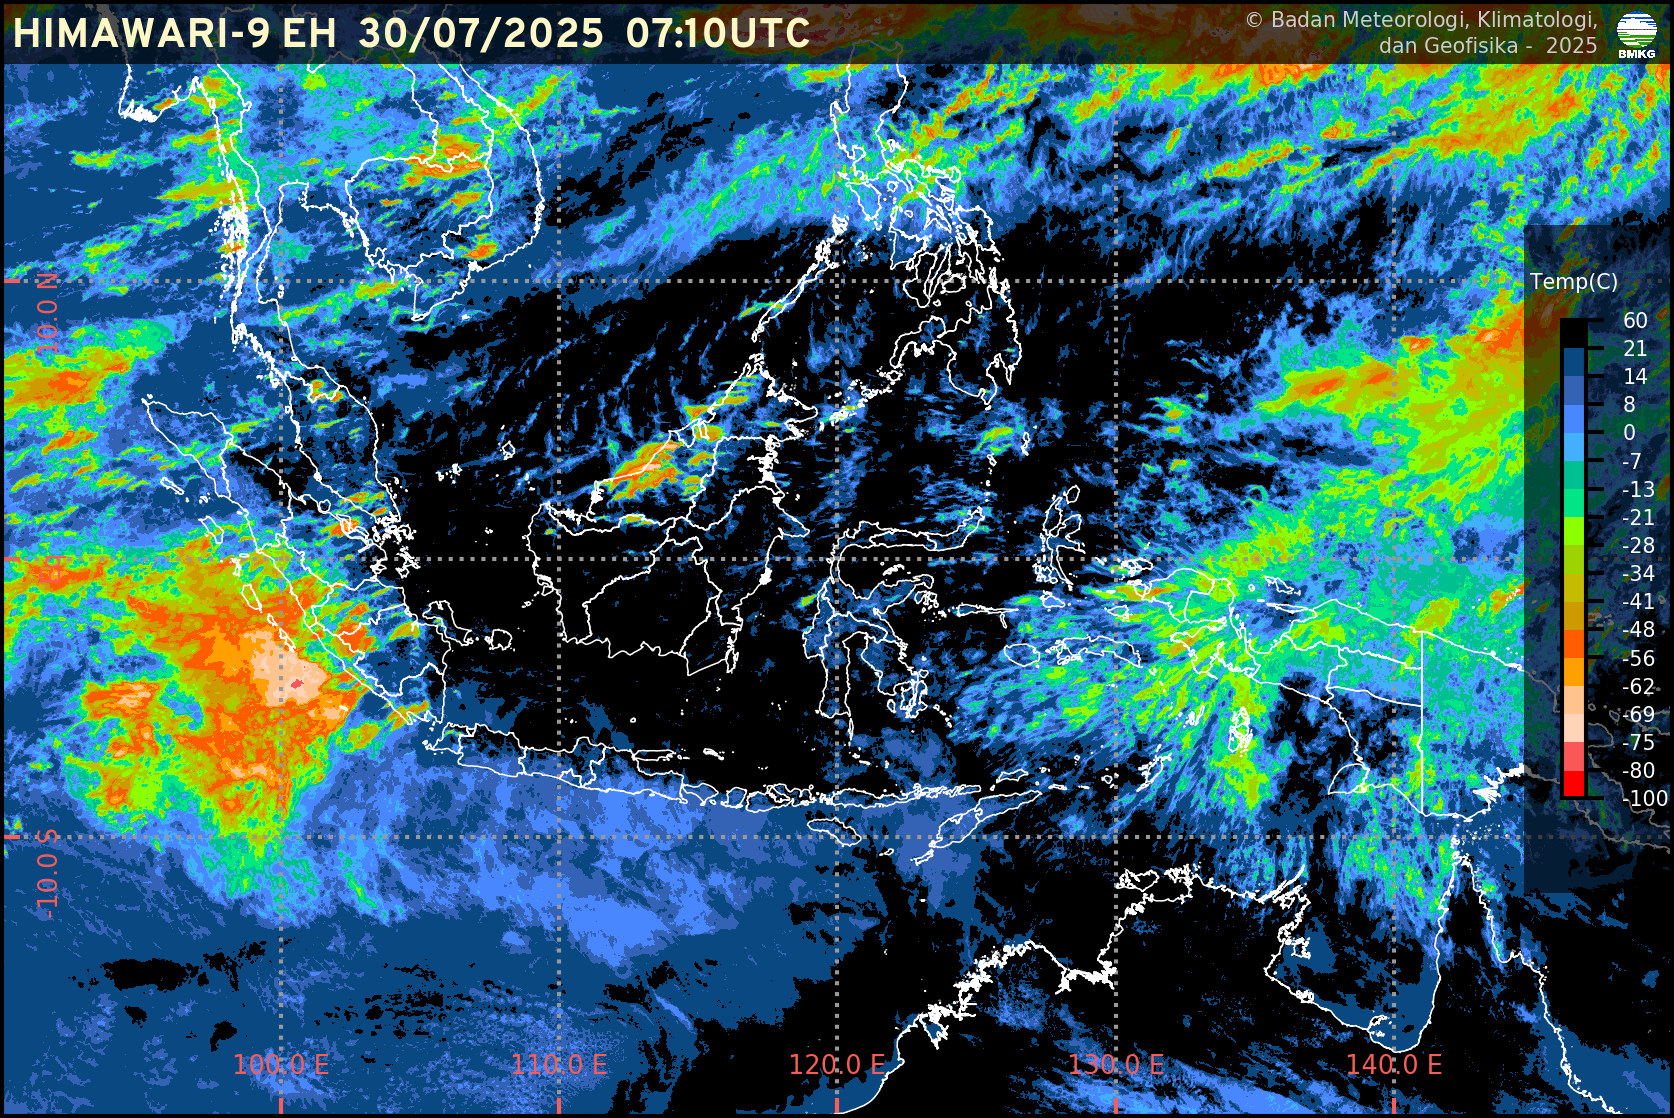 HIMAWARI-9 EH 30/07/2025 07:10UTC
© Badan Meteorologi, Klimatologi,
dan Geofisika - 2025
BMKG
Temp(C)
60
21
14
8
0
-7
-13
-21
-28
-34
-41
-48
-56
-62
-69
-75
-80
-100
10.0 N
EQ
-10.0 S
100.0 E
110.0 E
120.0 E
130.0 E
140.0 E